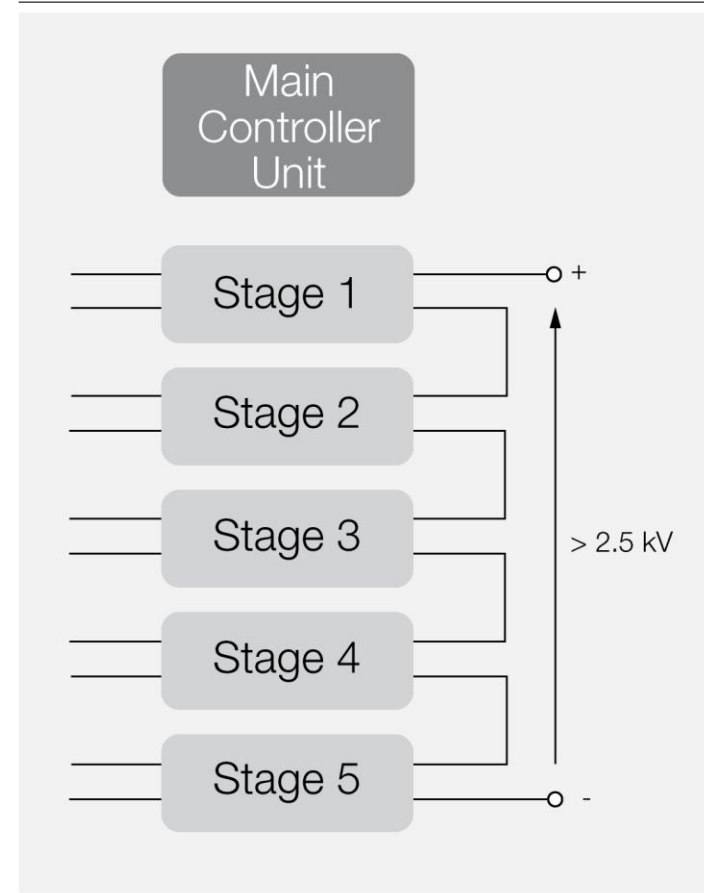 Main
Controller
Unit
Stage 1
+
Stage 2
Stage 3
> 2.5 kV
Stage 4
Stage 5
-